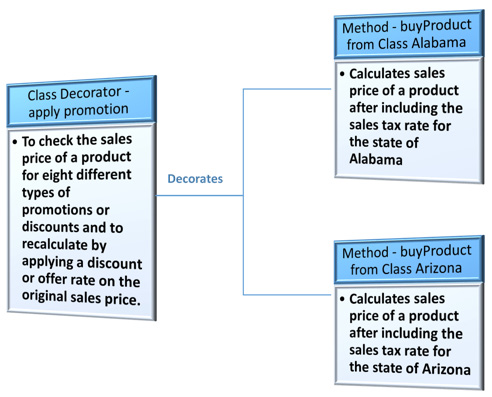 Class Decorator -
apply promotion
• To check the sales
price of a product
for eight different
types of
promotions or
discounts and to
recalculate by
applying a discount
or offer rate on the
original sales price.
Decorates
Method - buyProduct
from Class Alabama
• Calculates sales
price of a product
after including the
sales tax rate for
the state of
Alabama
Method - buyProduct
from Class Arizona
• Calculates sales
price of a product
after including the
sales tax rate for
the state of Arizona